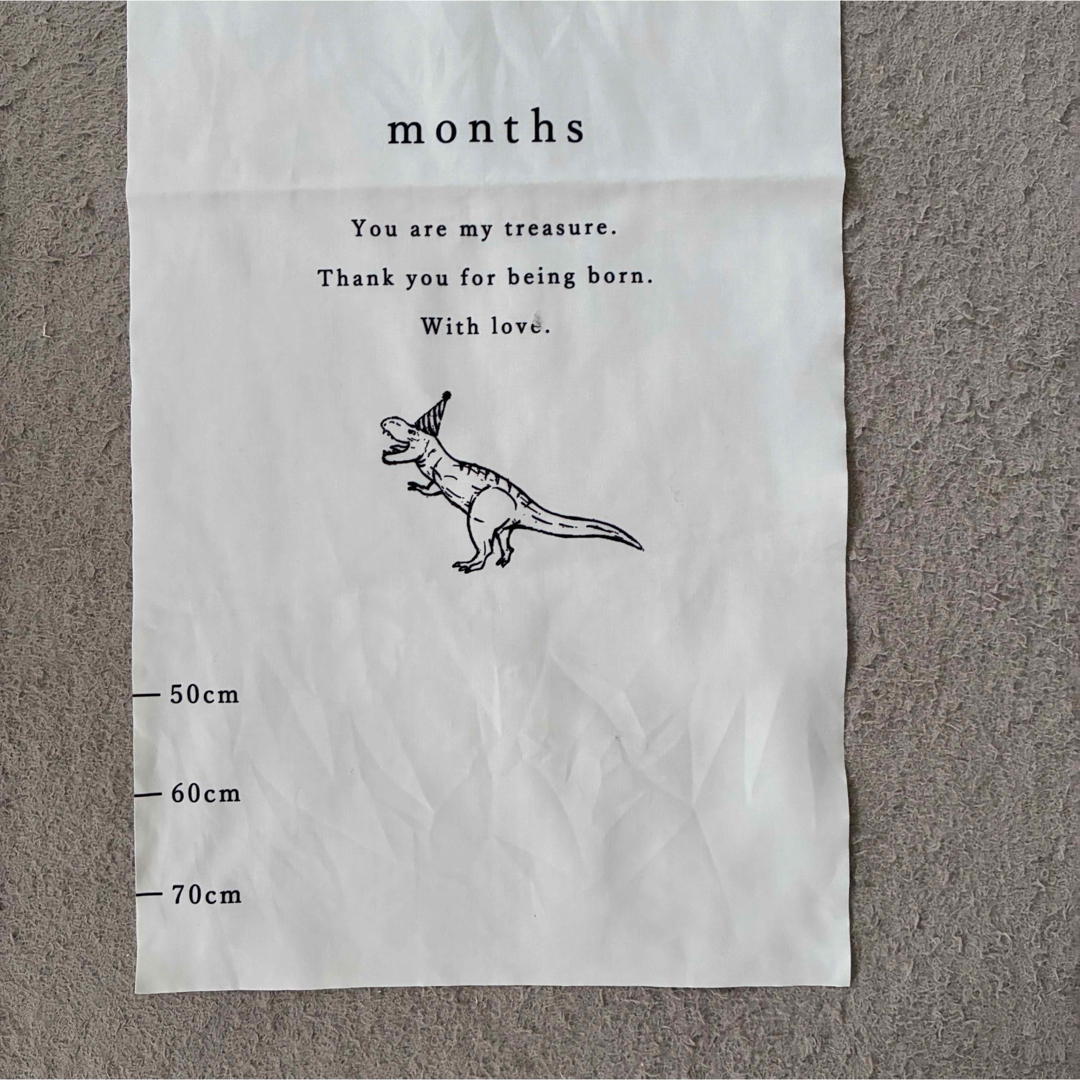 months
You are my treasure.
Thank you for being born.
With love.
50cm
60cm
70cm